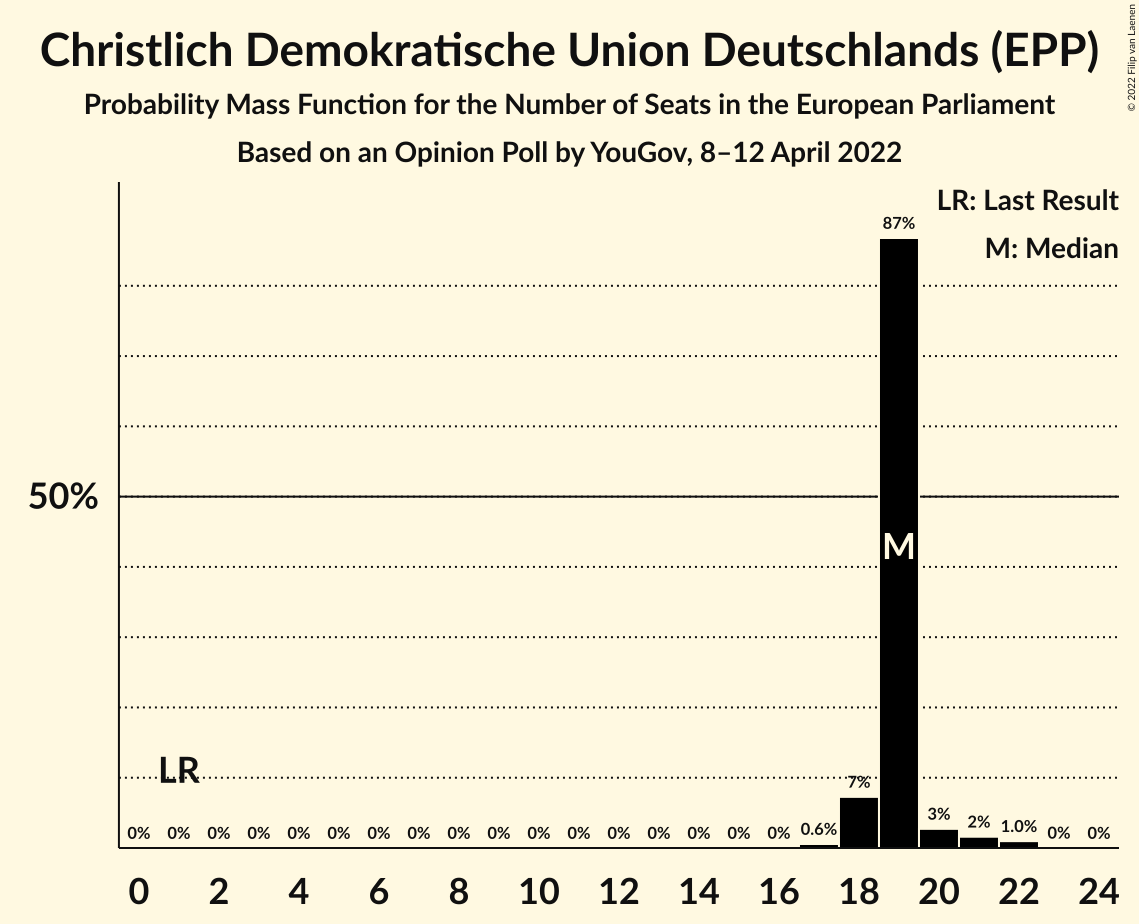 Christlich Demokratische Union Deutschlands (EPP)
Probability Mass Function for the Number of Seats in the European Parliament
Based on an Opinion Poll by YouGov, 8–12 April 2022
© 2022 Filip van Laenen
LR: Last Result
M: Median
87%
50%
M
LR
0% 0% 0% 0% 0% 0% 0% 0% 0% 0% 0% 0% 0% 0% 0% 0% 0% 0.6% 7% 3% 2% 1.0% 0% 0%
0 2 4 6 8 10 12 14 16 18 20 22 24